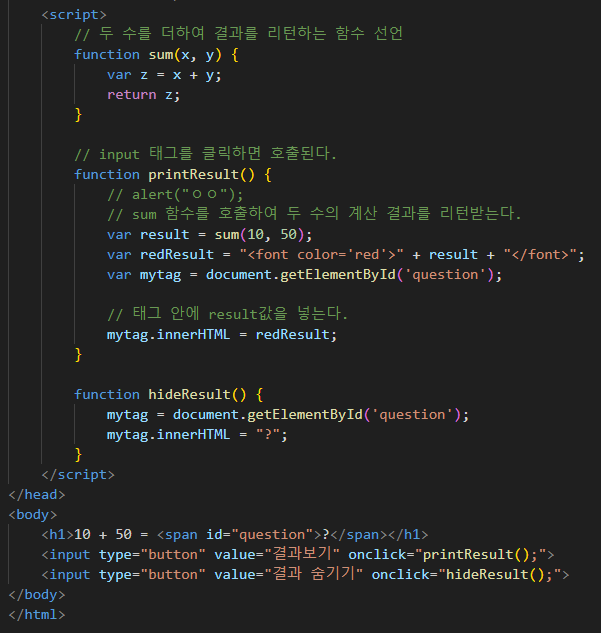 <script>
// 두 수를 더하여 결과를 리턴하는 함수 선언
function sum(x, y) {
var z = x + y;
return z;
}
// input 태그를 클릭하면 호출된다.
function printResult() {
// alert("ㅇㅇ");
// sum 함수를 호출하여 두 수의 계산 결과를 리턴받는다.
var result = sum(10, 50);
var redResult = "<font color='red'>" + result + "</font>";
var mytag = document.getElementById('question');
// 태그 안에 result값을 넣는다.
mytag.innerHTML = redResult;
}
function hideResult() {
mytag = document.getElementById('question');
mytag.innerHTML = "?";
}
</script>
</head>
<body>
<h1>10 + 50 = <span id="question">?</span></h1>
<input type="button" value="결과보기" onclick="printResult();">
<input type="button" value="결과 숨기기" onclick="hideResult();">
</body>
</html>